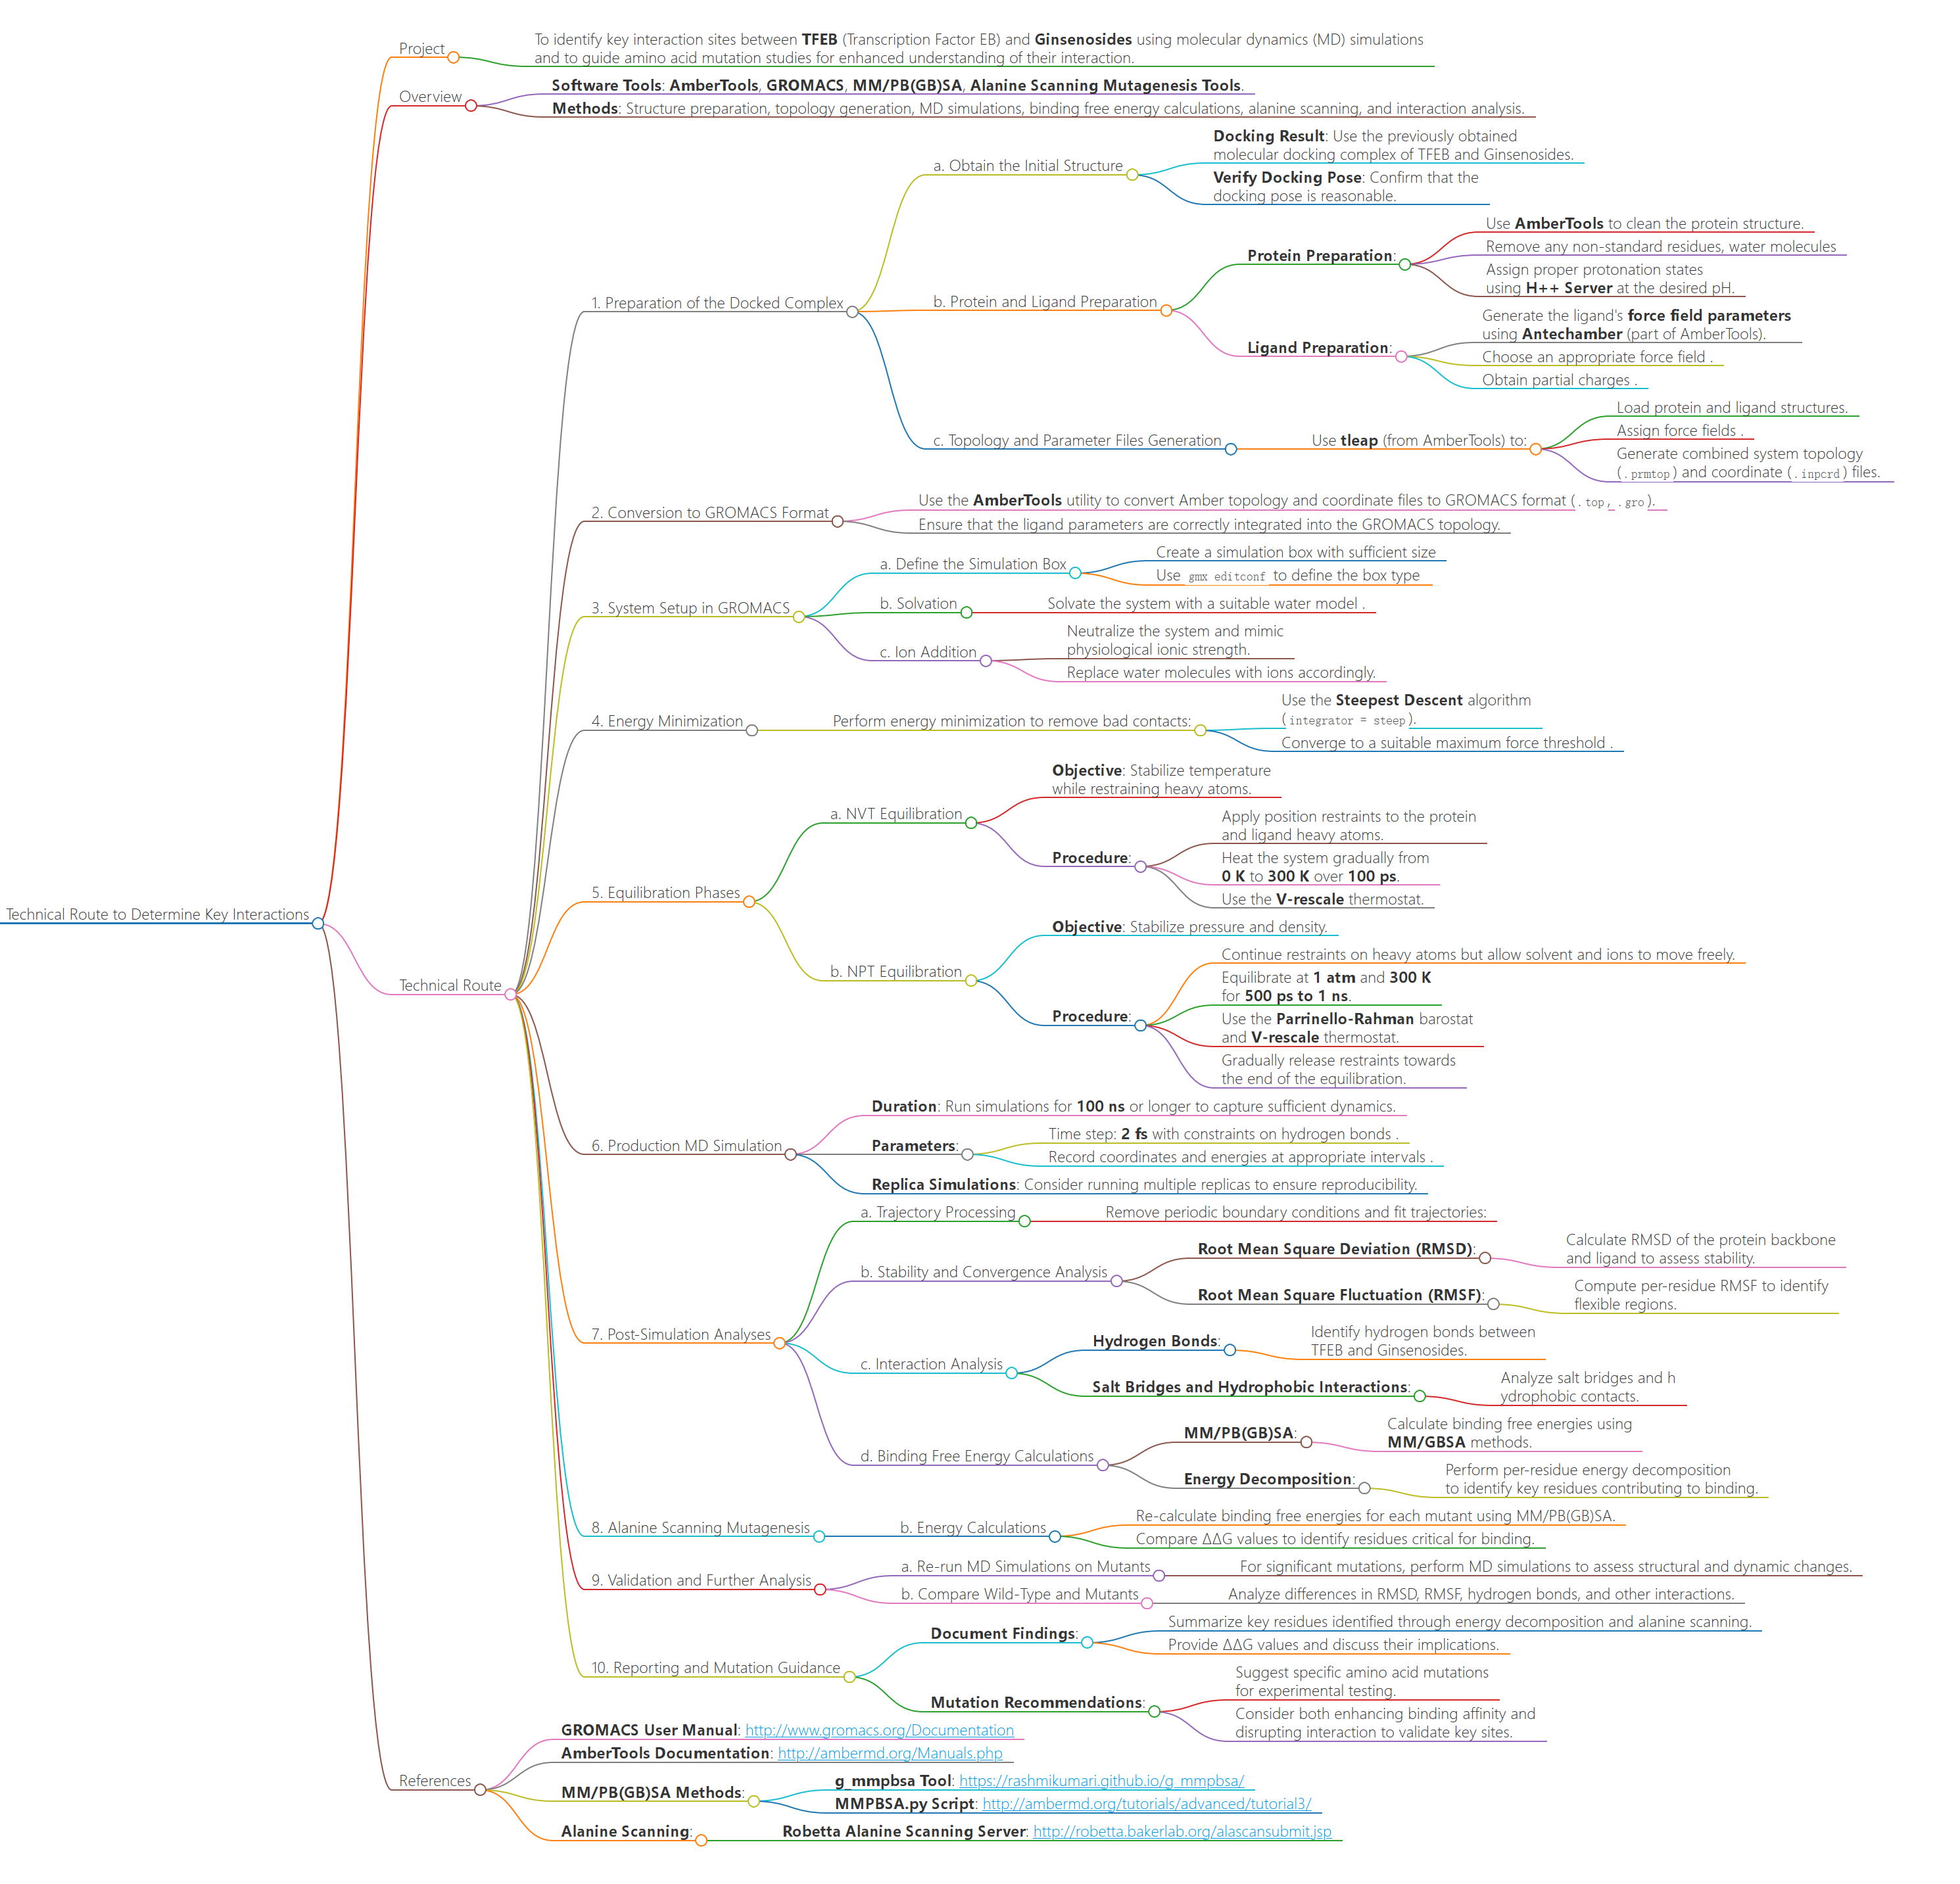 Technical Route to Determine Key Interactions
Project
To identify key interaction sites between TFEB (Transcription Factor EB) and Ginsenosides using molecular dynamics (MD) simulations
and to guide amino acid mutation studies for enhanced understanding of their interaction.
Overview
Software Tools: AmberTools, GROMACS, MM/PB(GB)SA, Alanine Scanning Mutagenesis Tools.
Methods: Structure preparation, topology generation, MD simulations, binding free energy calculations, alanine scanning, and interaction analysis.
Technical Route
1. Preparation of the Docked Complex
a. Obtain the Initial Structure
Docking Result: Use the previously obtained
molecular docking complex of TFEB and Ginsenosides.
Verify Docking Pose: Confirm that the
docking pose is reasonable.
b. Protein and Ligand Preparation
Protein Preparation:
Use AmberTools to clean the protein structure.
Remove any non-standard residues, water molecules
Assign proper protonation states
using H++ Server at the desired pH.
Ligand Preparation:
Generate the ligand's force field parameters
using Antechamber (part of AmberTools).
Choose an appropriate force field .
Obtain partial charges .
c. Topology and Parameter Files Generation
Use tleap (from AmberTools) to:
Load protein and ligand structures.
Assign force fields .
Generate combined system topology
(.prmtop) and coordinate (.inpcrd) files.
2. Conversion to GROMACS Format
Use the AmberTools utility to convert Amber topology and coordinate files to GROMACS format (.top, .gro).
Ensure that the ligand parameters are correctly integrated into the GROMACS topology.
3. System Setup in GROMACS
a. Define the Simulation Box
Create a simulation box with sufficient size
Use gmx editconf to define the box type
b. Solvation
Solvate the system with a suitable water model .
c. Ion Addition
Neutralize the system and mimic
physiological ionic strength.
Replace water molecules with ions accordingly.
4. Energy Minimization
Perform energy minimization to remove bad contacts:
Use the Steepest Descent algorithm
(integrator = steep).
Converge to a suitable maximum force threshold .
5. Equilibration Phases
a. NVT Equilibration
Objective: Stabilize temperature
while restraining heavy atoms.
Procedure:
Apply position restraints to the protein
and ligand heavy atoms.
Heat the system gradually from
0 K to 300 K over 100 ps.
Use the V-rescale thermostat.
b. NPT Equilibration
Objective: Stabilize pressure and density.
Procedure:
Continue restraints on heavy atoms but allow solvent and ions to move freely.
Equilibrate at 1 atm and 300 K
for 500 ps to 1 ns.
Use the Parrinello-Rahman barostat
and V-rescale thermostat.
Gradually release restraints towards
the end of the equilibration.
6. Production MD Simulation
Duration: Run simulations for 100 ns or longer to capture sufficient dynamics.
Parameters:
Time step: 2 fs with constraints on hydrogen bonds .
Record coordinates and energies at appropriate intervals .
Replica Simulations: Consider running multiple replicas to ensure reproducibility.
7. Post-Simulation Analyses
a. Trajectory Processing
Remove periodic boundary conditions and fit trajectories:
b. Stability and Convergence Analysis
Root Mean Square Deviation (RMSD):
Calculate RMSD of the protein backbone
and ligand to assess stability.
Root Mean Square Fluctuation (RMSF):
Compute per-residue RMSF to identify
flexible regions.
c. Interaction Analysis
Hydrogen Bonds:
Identify hydrogen bonds between
TFEB and Ginsenosides.
Salt Bridges and Hydrophobic Interactions:
Analyze salt bridges and h
ydrophobic contacts.
d. Binding Free Energy Calculations
MM/PB(GB)SA:
Calculate binding free energies using
MM/GBSA methods.
Energy Decomposition:
Perform per-residue energy decomposition
to identify key residues contributing to binding.
8. Alanine Scanning Mutagenesis
b. Energy Calculations
Re-calculate binding free energies for each mutant using MM/PB(GB)SA.
Compare ΔΔG values to identify residues critical for binding.
9. Validation and Further Analysis
a. Re-run MD Simulations on Mutants
For significant mutations, perform MD simulations to assess structural and dynamic changes.
b. Compare Wild-Type and Mutants
Analyze differences in RMSD, RMSF, hydrogen bonds, and other interactions.
10. Reporting and Mutation Guidance
Document Findings:
Summarize key residues identified through energy decomposition and alanine scanning.
Provide ΔΔG values and discuss their implications.
Mutation Recommendations:
Suggest specific amino acid mutations
for experimental testing.
Consider both enhancing binding affinity and
disrupting interaction to validate key sites.
References
GROMACS User Manual: http://www.gromacs.org/Documentation
AmberTools Documentation: http://ambermd.org/Manuals.php
MM/PB(GB)SA Methods:
g_mmpbsa Tool: https://rashmikumari.github.io/g_mmpbsa/
MMPBSA.py Script: http://ambermd.org/tutorials/advanced/tutorial3/
Alanine Scanning:
Robetta Alanine Scanning Server: http://robetta.bakerlab.org/alascansubmit.jsp